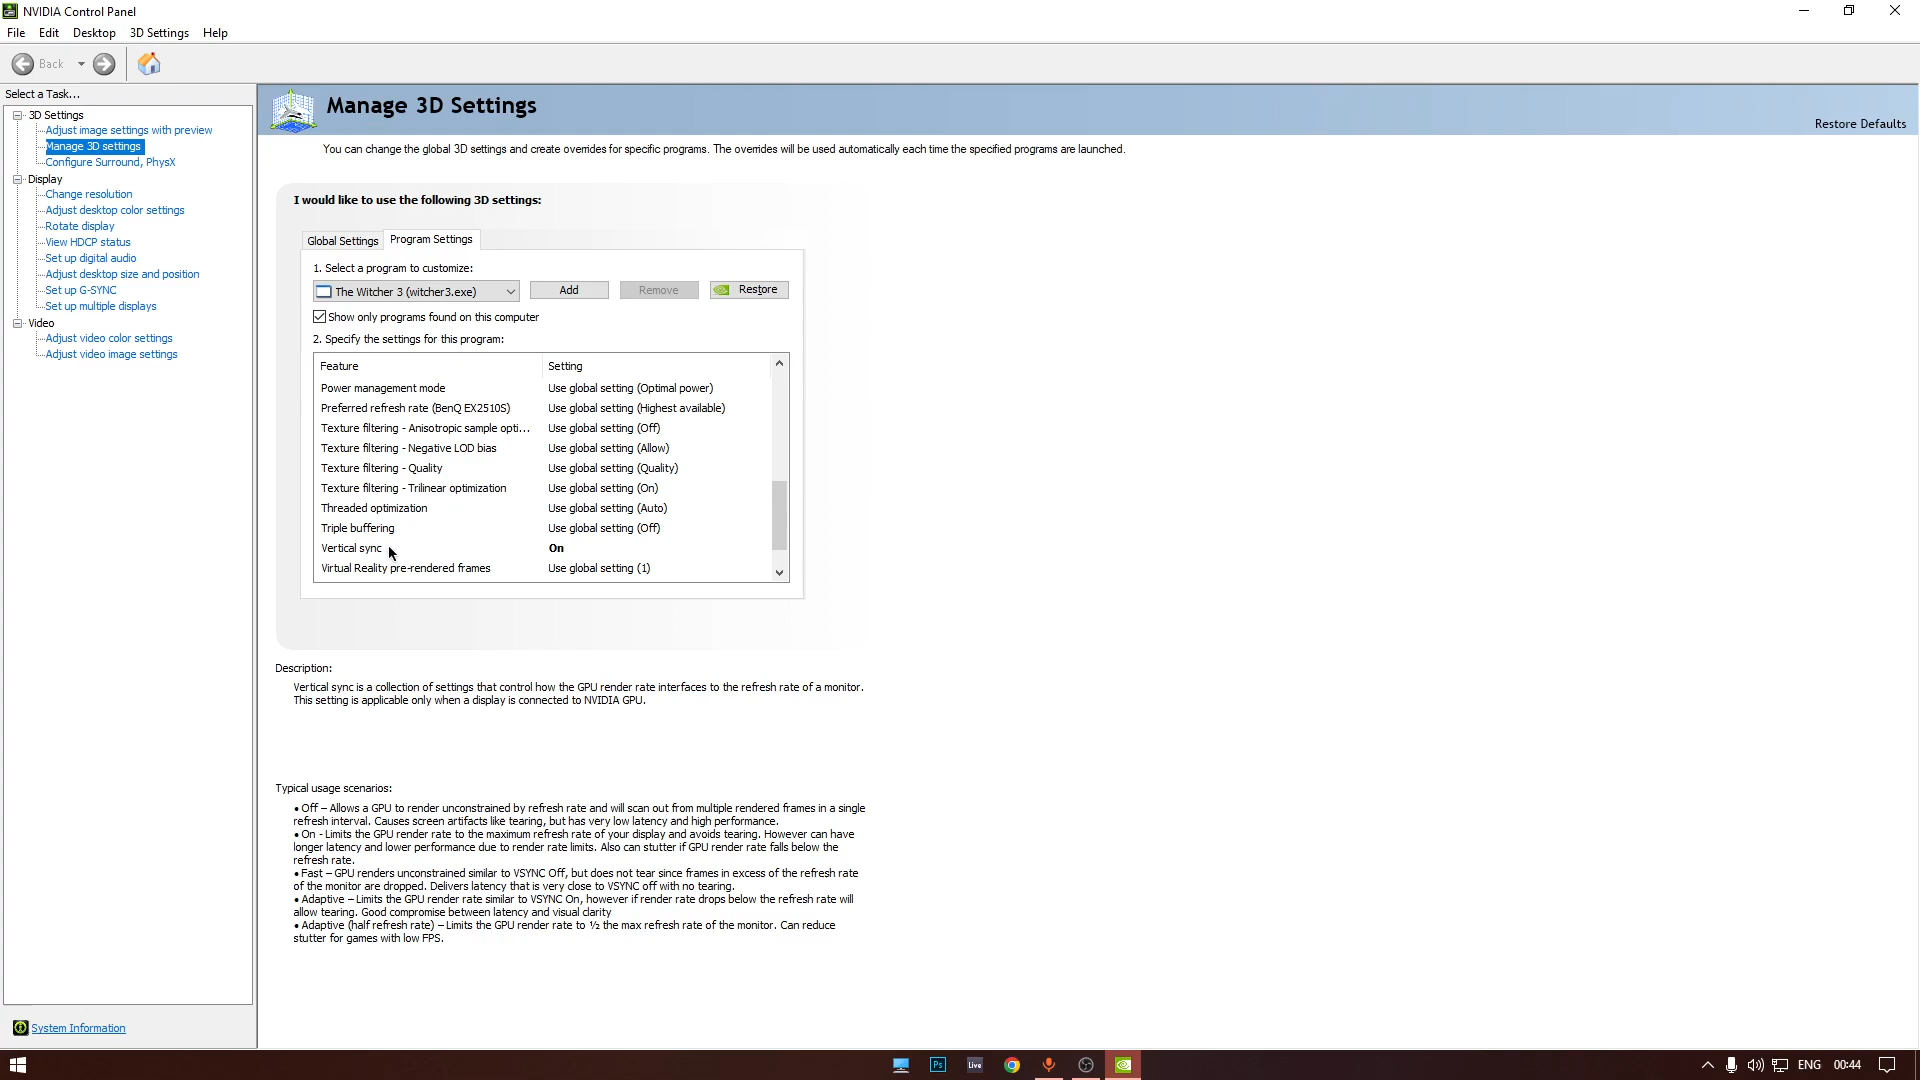 NVIDIA Control Panel
File Edit Desktop 3D Settings Help
Back
Select a Task...
3D Settings
Adjust image settings with preview
Manage 3D settings
Configure Surround, PhysX
Display
Change resolution
Adjust desktop color settings
Rotate display
View HDCP status
Set up digital audio
Adjust desktop size and position
Set up G-SYNC
Set up multiple displays
Video
Adjust video color settings
Adjust video image settings
System Information
Manage 3D Settings
Restore Defaults
You can change the global 3D settings and create overrides for specific programs. The overrides will be used automatically each time the specified programs are launched.
I would like to use the following 3D settings:
Global Settings Program Settings
1. Select a program to customize:
The Witcher 3 (witcher3.exe) Add Remove Restore
Show only programs found on this computer
2. Specify the settings for this program:
Feature Setting
Power management mode Use global setting (Optimal power)
Preferred refresh rate (BenQ EX2510S) Use global setting (Highest available)
Texture filtering - Anisotropic sample opti... Use global setting (Off)
Texture filtering - Negative LOD bias Use global setting (Allow)
Texture filtering - Quality Use global setting (Quality)
Texture filtering - Trilinear optimization Use global setting (On)
Threaded optimization Use global setting (Auto)
Triple buffering Use global setting (Off)
Vertical sync On
Virtual Reality pre-rendered frames Use global setting (1)
Description:
Vertical sync is a collection of settings that control how the GPU render rate interfaces to the refresh rate of a monitor.
This setting is applicable only when a display is connected to NVIDIA GPU.
Typical usage scenarios:
• Off – Allows a GPU to render unconstrained by refresh rate and will scan out from multiple rendered frames in a single
refresh interval. Causes screen artifacts like tearing, but has very low latency and high performance.
• On - Limits the GPU render rate to the maximum refresh rate of your display and avoids tearing. However can have
longer latency and lower performance due to render rate limits. Also can stutter if GPU render rate falls below the
refresh rate.
• Fast – GPU renders unconstrained similar to VSYNC Off, but does not tear since frames in excess of the refresh rate
of the monitor are dropped. Delivers latency that is very close to VSYNC off with no tearing.
• Adaptive – Limits the GPU render rate similar to VSYNC On, however if render rate drops below the refresh rate will
allow tearing. Good compromise between latency and visual clarity
• Adaptive (half refresh rate) – Limits the GPU render rate to ½ the max refresh rate of the monitor. Can reduce
stutter for games with low FPS.
Ps Live ENG 00:44